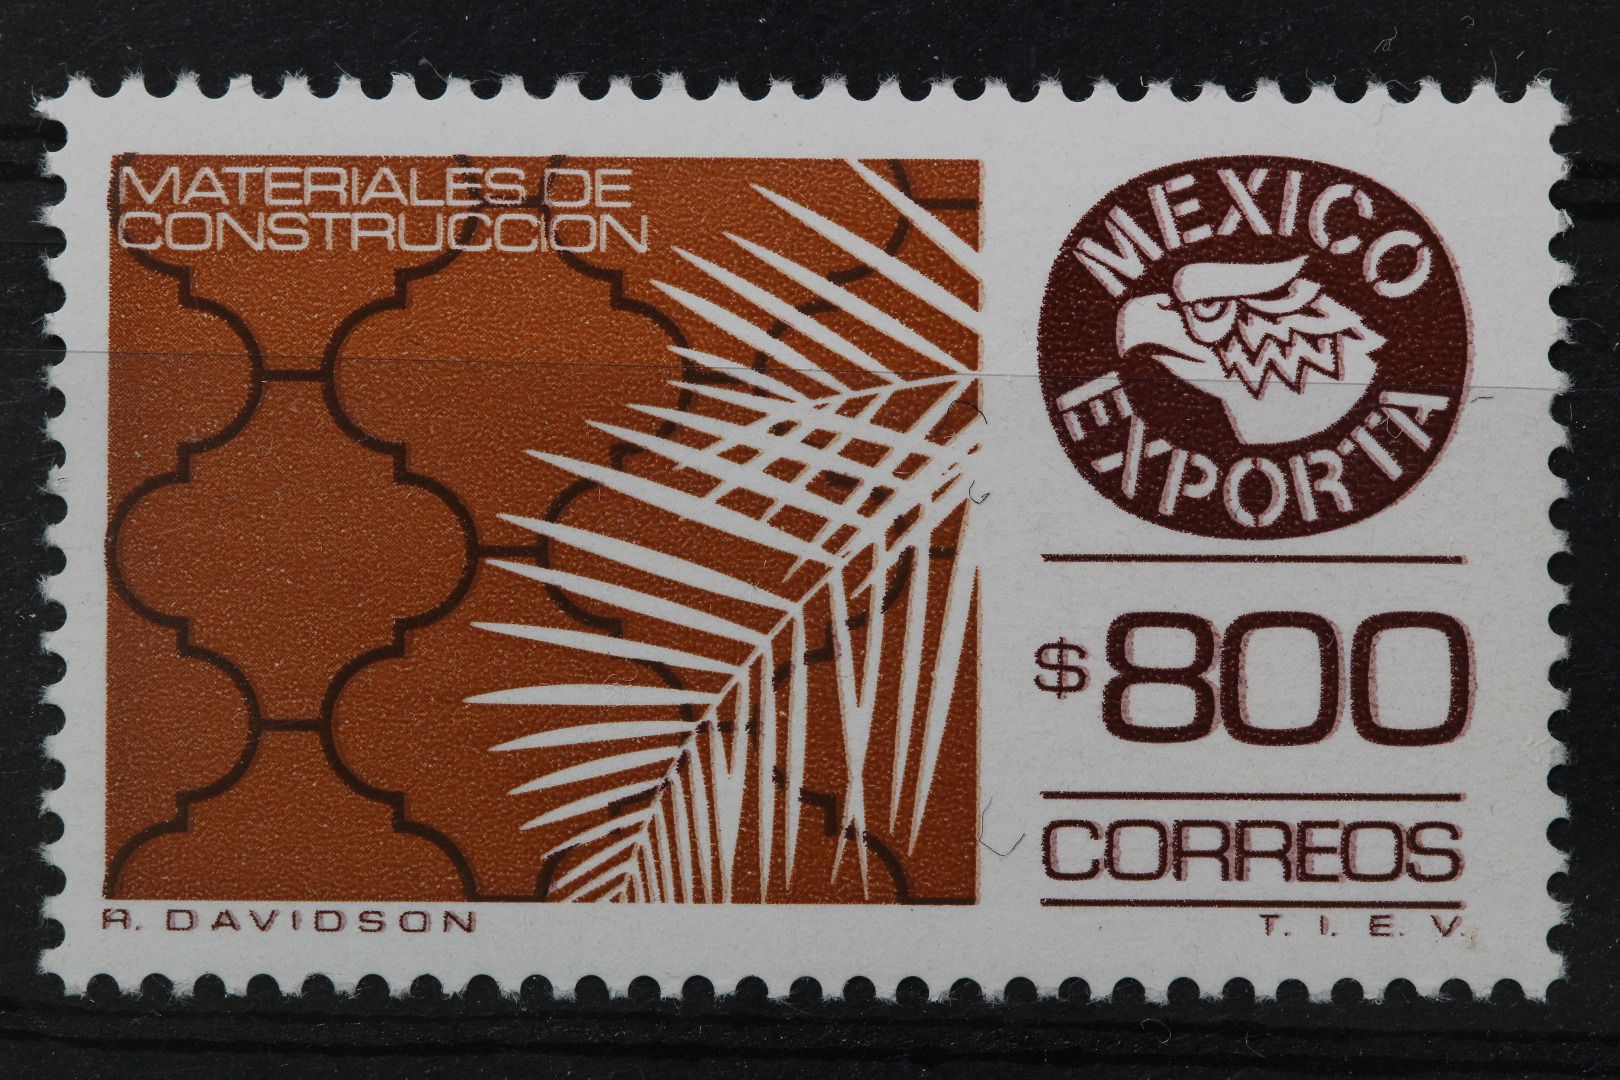 MATERIALES DE
CONSTRUCCION
MEXICO
EXPORTA
$800
CORREOS
R. DAVIDSON
T. I. E. V.